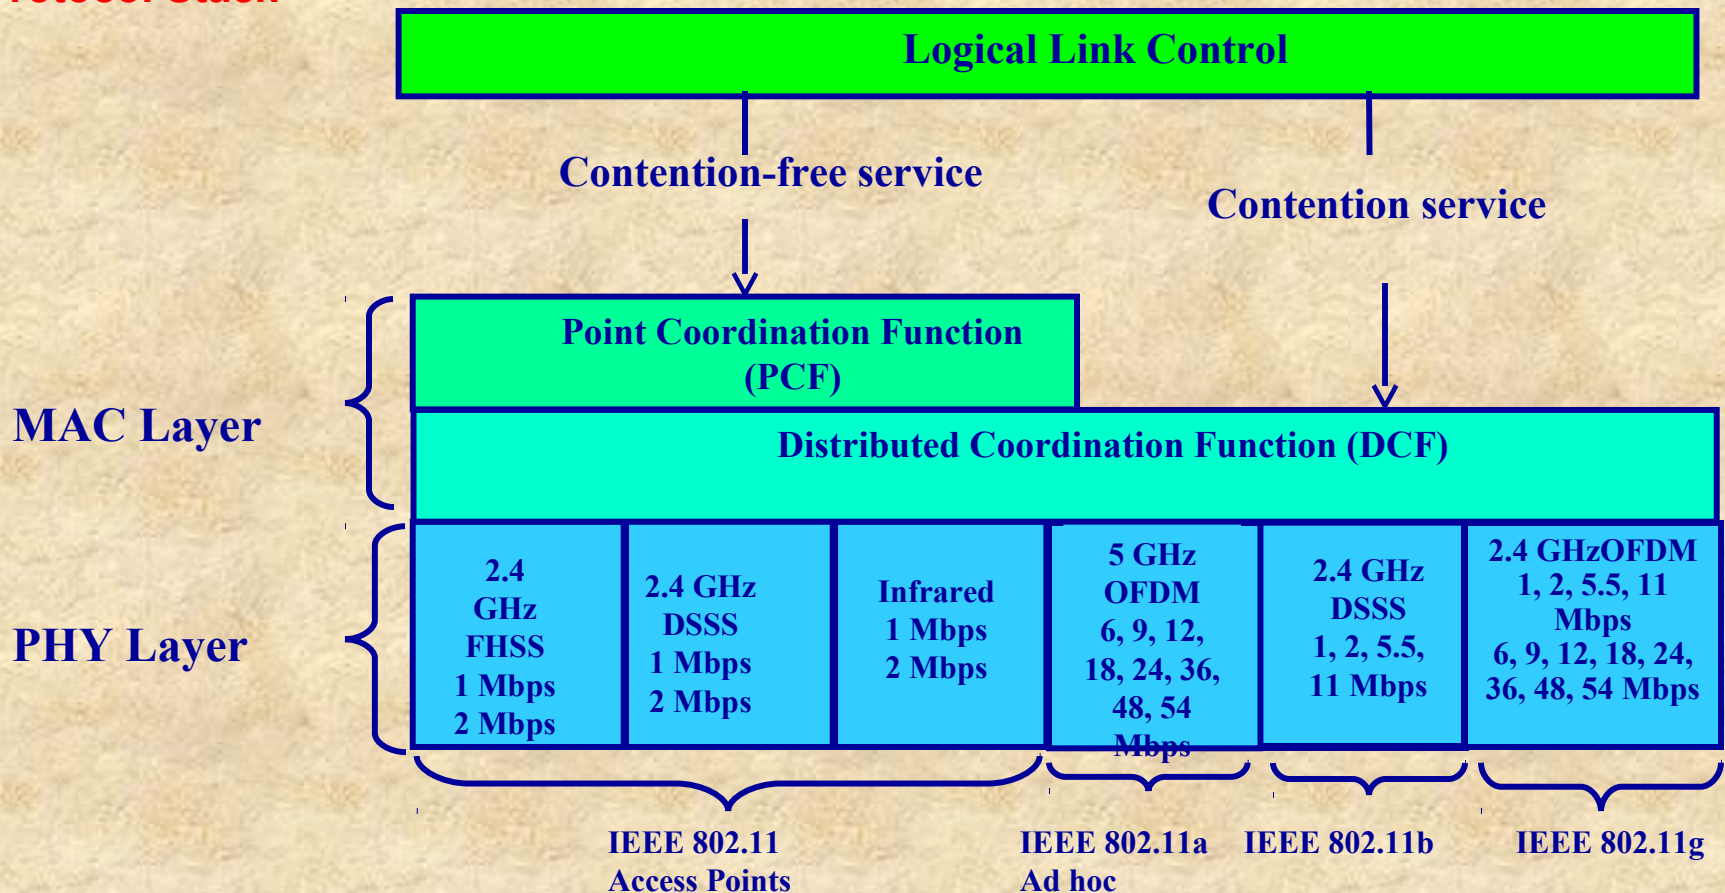 Logical Link Control
Contention-free service
Contention service
Point Coordination Function
(PCF)
MAC Layer
Distributed Coordination Function (DCF)
PHY Layer
2.4
GHz
FHSS
1 Mbps
2 Mbps
2.4 GHz
DSSS
1 Mbps
2 Mbps
Infrared
1 Mbps
2 Mbps
5 GHz
OFDM
6, 9, 12,
18, 24, 36,
48, 54
Mbps
2.4 GHz
DSSS
1, 2, 5.5,
11 Mbps
2.4 GHzOFDM
1, 2, 5.5, 11
Mbps
6, 9, 12, 18, 24,
36, 48, 54 Mbps
IEEE 802.11
Access Points
IEEE 802.11a
Ad hoc
IEEE 802.11b
IEEE 802.11g